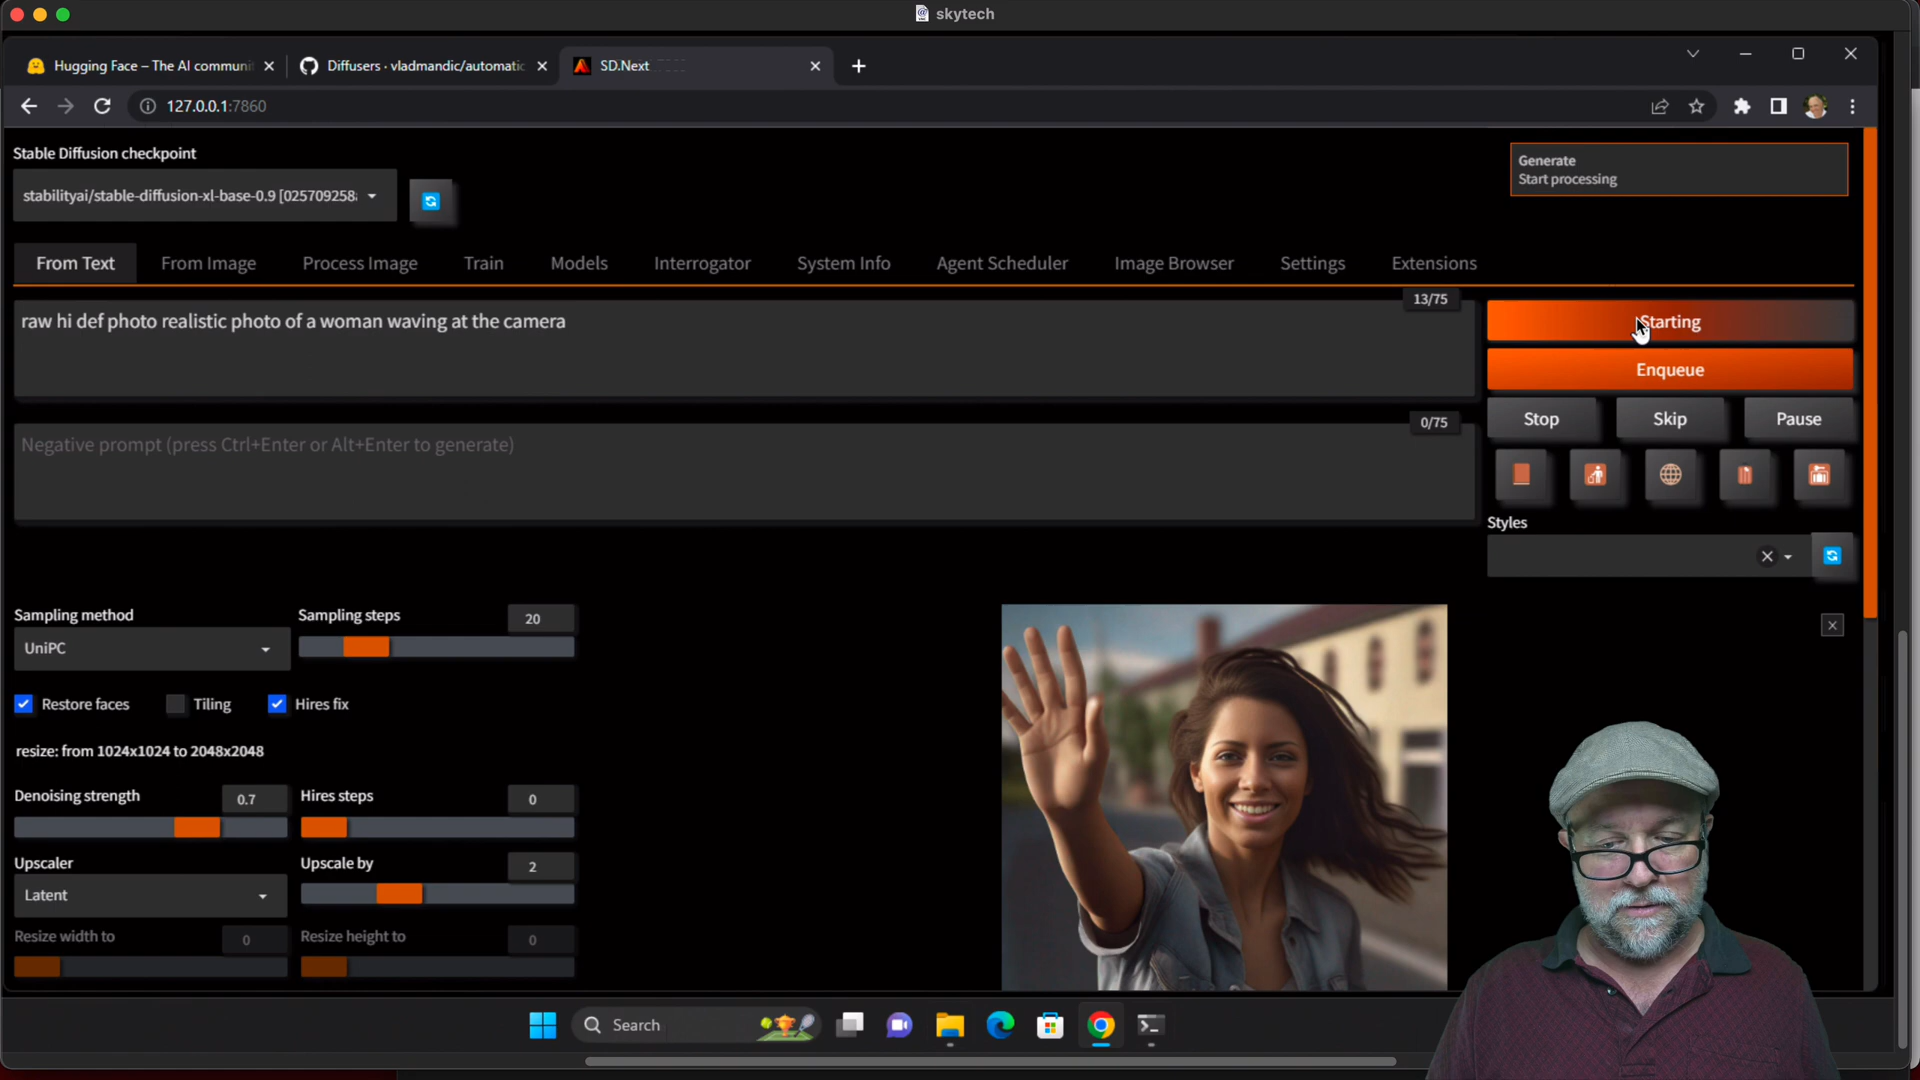 skytech
Hugging Face – The AI communi
Diffusers · vladmandic/automatic
SD.Next
127.0.0.1:7860
Stable Diffusion checkpoint
Generate
Start processing
stabilityai/stable-diffusion-xl-base-0.9 [025709258
From Text
From Image
Process Image
Train
Models
Interrogator
System Info
Agent Scheduler
Image Browser
Settings
Extensions
13/75
raw hi def photo realistic photo of a woman waving at the camera
Starting
Enqueue
0/75
Stop
Skip
Pause
Negative prompt (press Ctrl+Enter or Alt+Enter to generate)
Styles
Sampling method
Sampling steps
20
UniPC
Restore faces
Tiling
Hires fix
resize: from 1024x1024 to 2048x2048
Denoising strength
0.7
Hires steps
0
Upscaler
Upscale by
2
Latent
Resize width to
0
Resize height to
0
Search